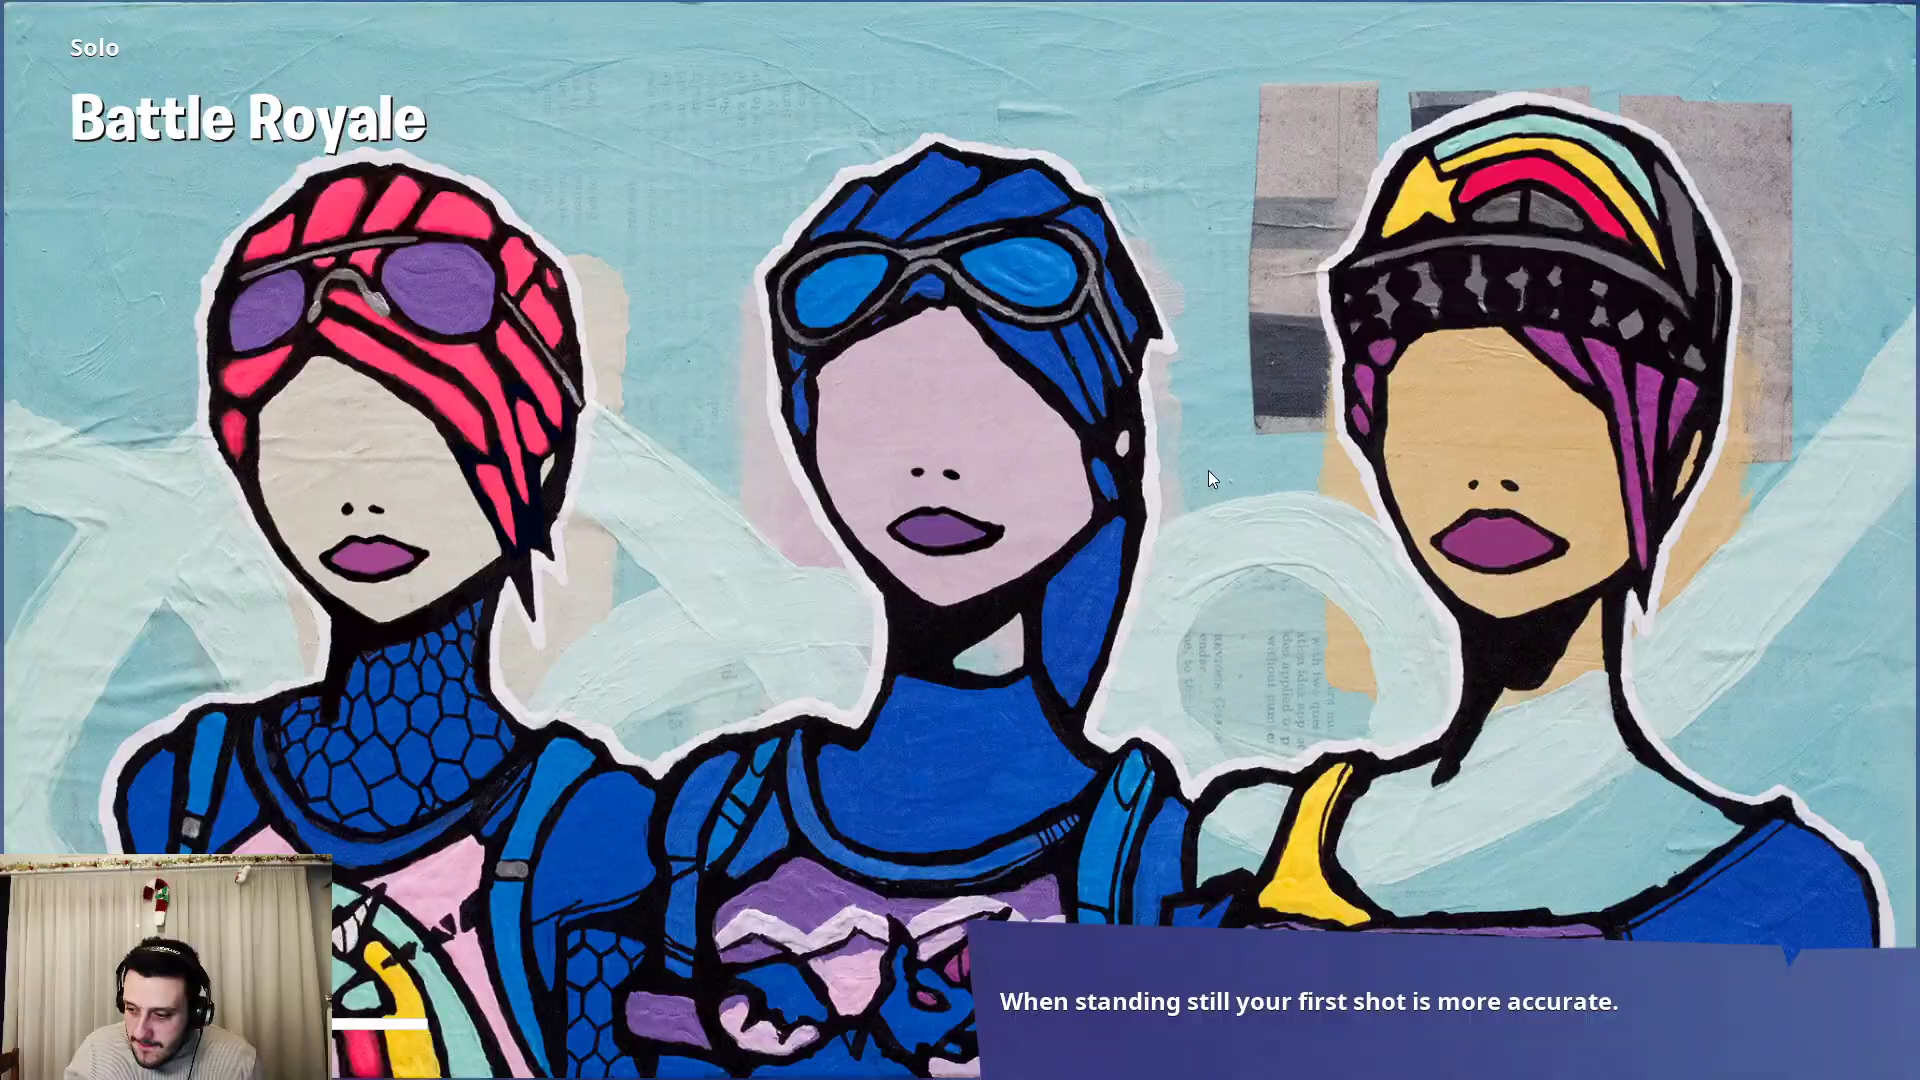 Solo
Battle Royale
When standing still your first shot is more accurate.